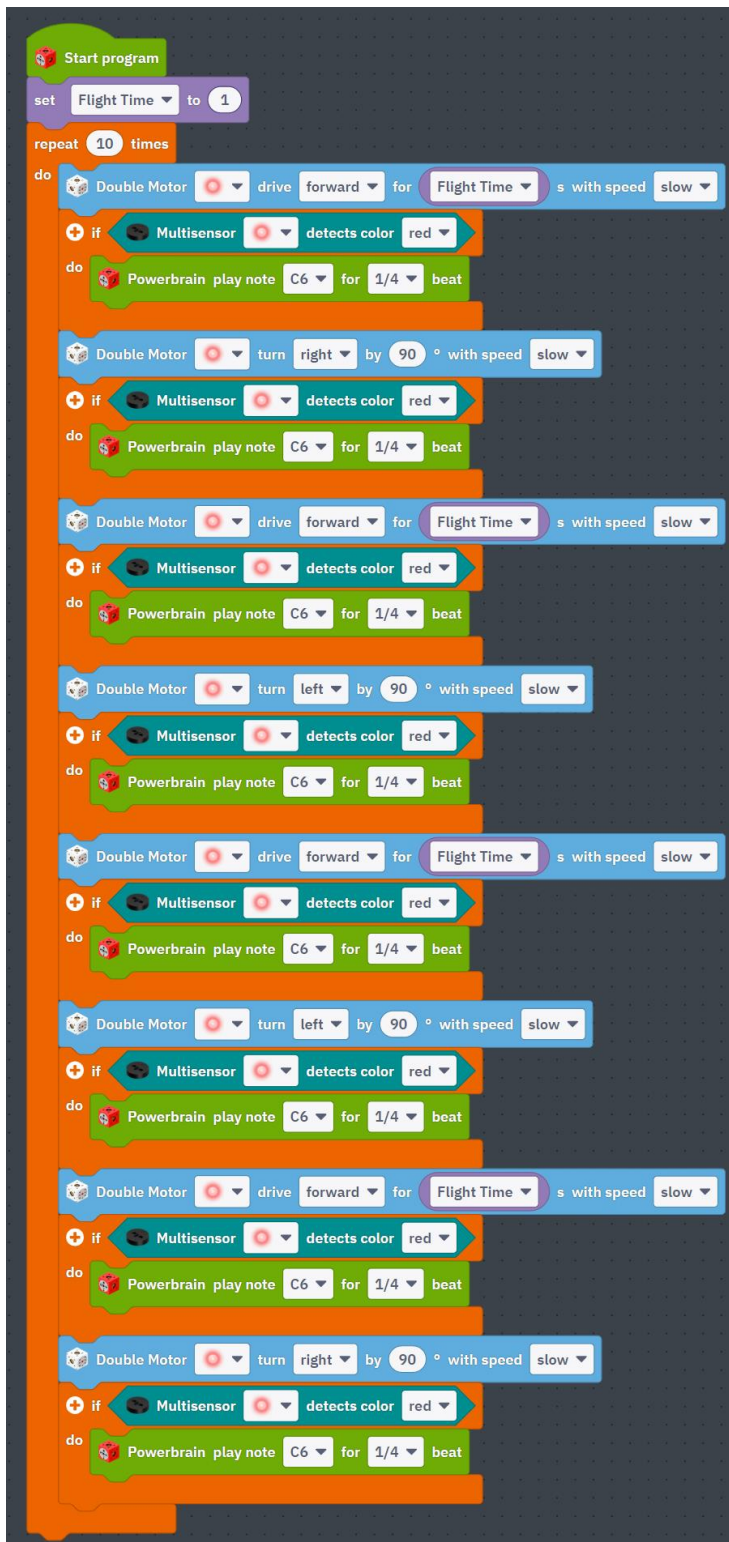 Start program
set Flight Time to 1
repeat 10 times
do Double Motor drive forward for Flight Time s with speed slow
if Multisensor detects color red
do Powerbrain play note C6 for 1/4 beat
Double Motor turn right by 90 ° with speed slow
if Multisensor detects color red
do Powerbrain play note C6 for 1/4 beat
Double Motor drive forward for Flight Time s with speed slow
if Multisensor detects color red
do Powerbrain play note C6 for 1/4 beat
Double Motor turn left by 90 ° with speed slow
if Multisensor detects color red
do Powerbrain play note C6 for 1/4 beat
Double Motor drive forward for Flight Time s with speed slow
if Multisensor detects color red
do Powerbrain play note C6 for 1/4 beat
Double Motor turn left by 90 ° with speed slow
if Multisensor detects color red
do Powerbrain play note C6 for 1/4 beat
Double Motor drive forward for Flight Time s with speed slow
if Multisensor detects color red
do Powerbrain play note C6 for 1/4 beat
Double Motor turn right by 90 ° with speed slow
if Multisensor detects color red
do Powerbrain play note C6 for 1/4 beat